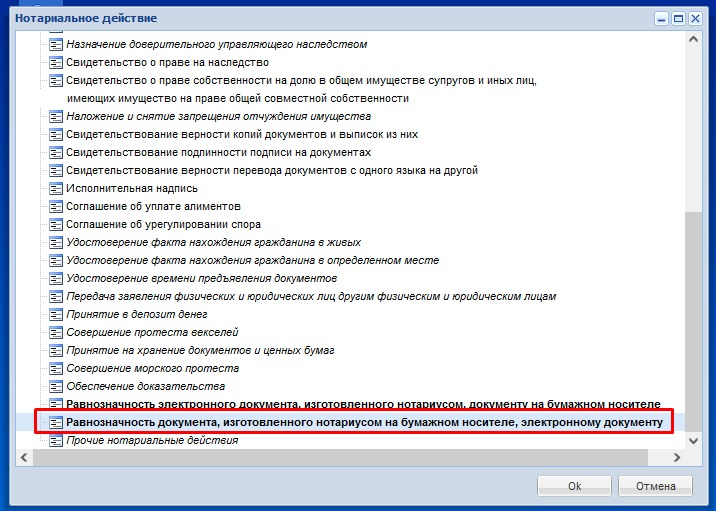 Нотариальное действие
Назначение доверительного управляющего наследством
Свидетельство о праве на наследство
Свидетельство о праве собственности на долю в общем имуществе супругов и иных лиц,
имеющих имущество на праве общей совместной собственности
Наложение и снятие запрещения отчуждения имущества
Свидетельствование верности копий документов и выписок из них
Свидетельствование подлинности подписи на документах
Свидетельствование верности перевода документов с одного языка на другой
Исполнительная надпись
Соглашение об уплате алиментов
Соглашение об урегулировании спора
Удостоверение факта нахождения гражданина в живых
Удостоверение факта нахождения гражданина в определенном месте
Удостоверение времени предъявления документов
Передача заявления физических и юридических лиц другим физическим и юридическим лицам
Принятие в депозит денег
Совершение протеста векселей
Принятие на хранение документов и ценных бумаг
Совершение морского протеста
Обеспечение доказательства
Равнозначность электронного документа, изготовленного нотариусом, документу на бумажном носителе
Равнозначность документа, изготовленного нотариусом на бумажном носителе, электронному документу
Прочие нотариальные действия
Ok
Отмена